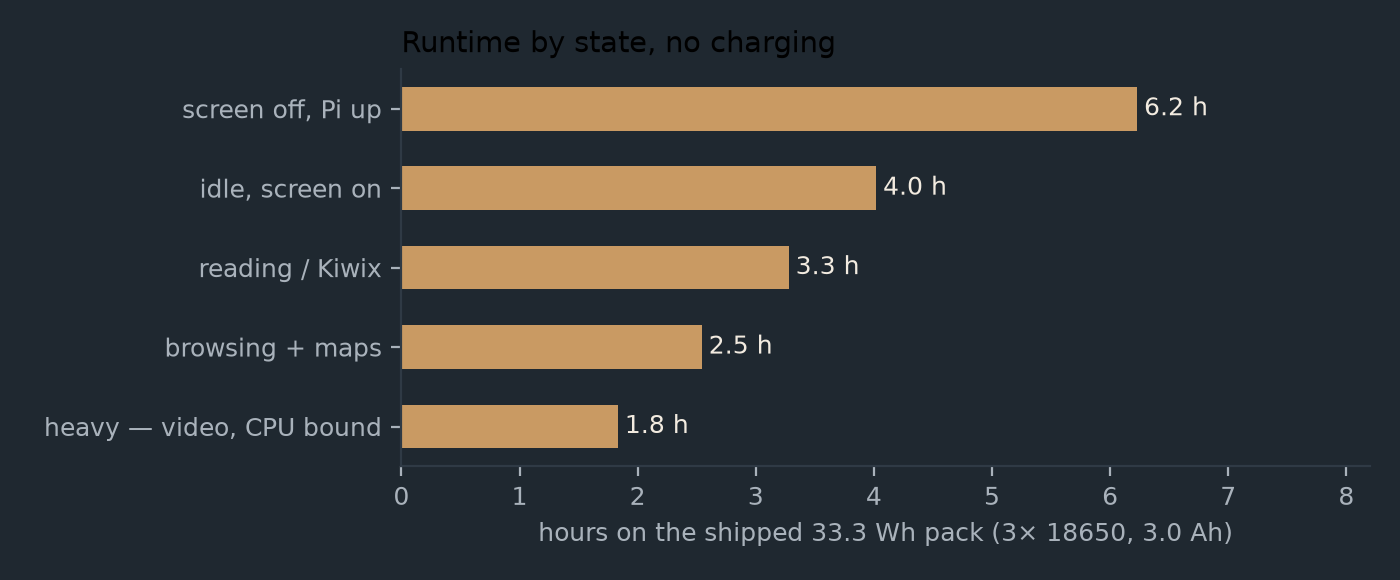 Runtime by state, no charging
screen off, Pi up 6.2 h
idle, screen on 4.0 h
reading / Kiwix 3.3 h
browsing + maps 2.5 h
heavy — video, CPU bound 1.8 h
0 1 2 3 4 5 6 7 8
hours on the shipped 33.3 Wh pack (3× 18650, 3.0 Ah)